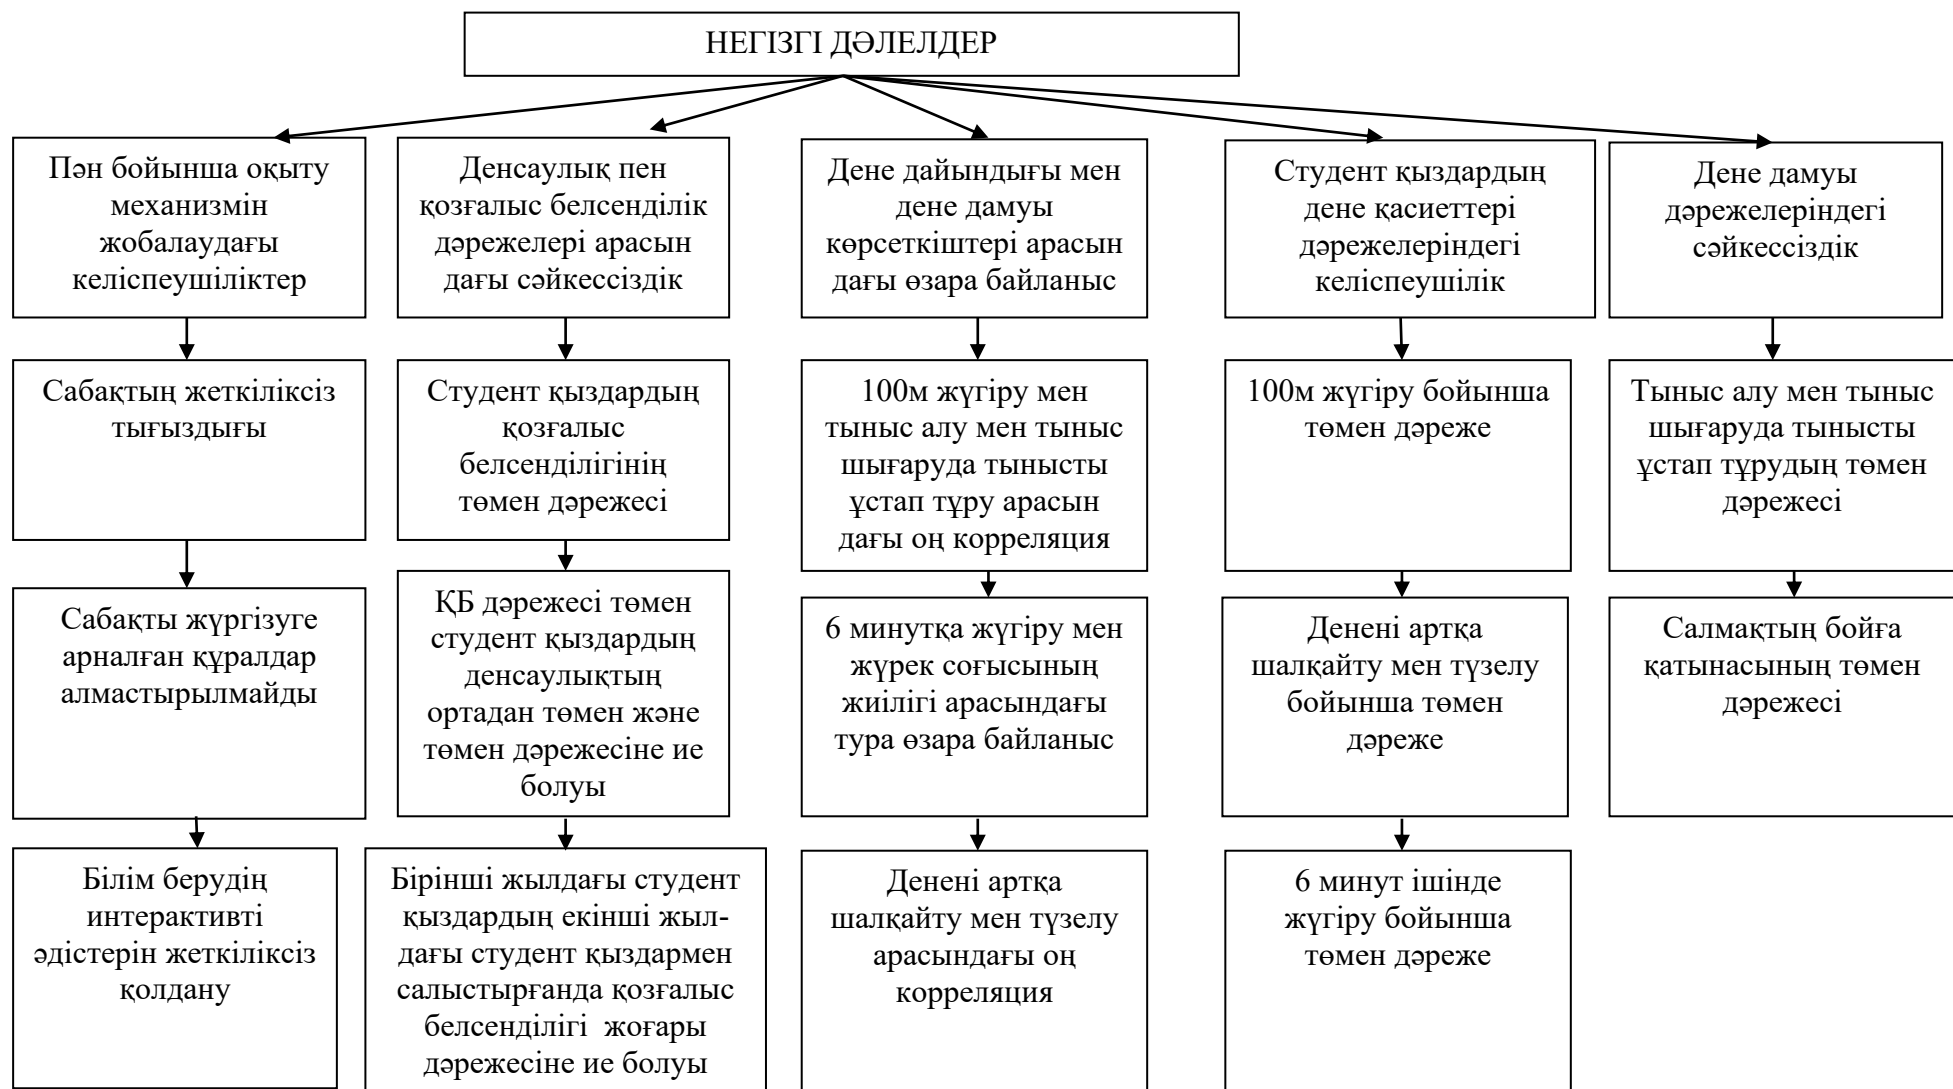 НЕГІЗГІ ДӘЛЕЛДЕР
Пән бойынша оқыту
механизмін
жобалаудағы
келіспеушіліктер
Денсаулық пен
қозғалыс белсенділік
дәрежелері арасын
дағы сәйкессіздік
Дене дайындығы мен
дене дамуы
көрсеткіштері арасын
дағы өзара байланыс
Студент қыздардың
дене қасиеттері
дәрежелеріндегі
келіспеушілік
Дене дамуы
дәрежелеріндегі
сәйкессіздік
Сабақтың жеткіліксіз
тығыздығы
Студент қыздардың
қозғалыс
белсенділігінің
төмен дәрежесі
100м жүгіру мен
тыныс алу мен тыныс
шығаруда тынысты
ұстап тұру арасын
дағы оң корреляция
100м жүгіру бойынша
төмен дәреже
Тыныс алу мен тыныс
шығаруда тынысты
ұстап тұрудың төмен
дәрежесі
Сабақты жүргізуге
арналған құралдар
алмастырылмайды
ҚБ дәрежесі төмен
студент қыздардың
денсаулықтың
ортадан төмен және
төмен дәрежесіне ие
болуы
6 минутқа жүгіру мен
жүрек соғысының
жиілігі арасындағы
тура өзара байланыс
Денені артқа
шалқайту мен түзелу
бойынша төмен
дәреже
Салмақтың бойға
қатынасының төмен
дәрежесі
Білім берудің
интерактивті
әдістерін жеткіліксіз
қолдану
Бірінші жылдағы студент
қыздардың екінші жыл-
дағы студент қыздармен
салыстырғанда қозғалыс
белсенділігі жоғары
дәрежесіне ие болуы
Денені артқа
шалқайту мен түзелу
арасындағы оң
корреляция
6 минут ішінде
жүгіру бойынша
төмен дәреже